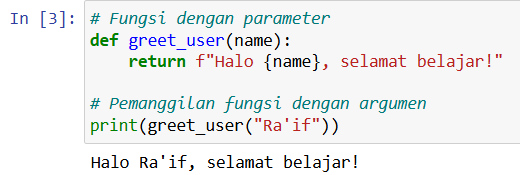 In [3]: # Fungsi dengan parameter
def greet_user(name):
    return f"Halo {name}, selamat belajar!"
# Pemanggilan fungsi dengan argumen
print(greet_user("Ra'if"))
Halo Ra'if, selamat belajar!